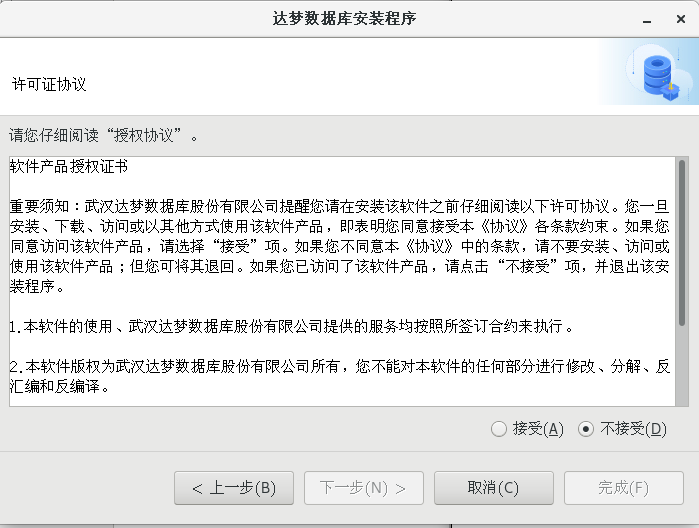 达梦数据库安装程序
许可证协议
请您仔细阅读“授权协议”。
软件产品授权证书
重要须知：武汉达梦数据库股份有限公司提醒您请在安装该软件之前仔细阅读以下许可协议。您一旦
安装、下载、访问或以其他方式使用该软件产品，即表明您同意接受本《协议》各条款约束。如果您
同意访问该软件产品，请选择“接受”项。如果您不同意本《协议》中的条款，请不要安装、访问或
使用该软件产品；但您可将其退回。如果您已访问了该软件产品，请点击“不接受”项，并退出该安
装程序。
1.本软件的使用、武汉达梦数据库股份有限公司提供的服务均按照所签订合约来执行。
2.本软件版权为武汉达梦数据库股份有限公司所有，您不能对本软件的任何部分进行修改、分解、反
汇编和反编译。
接受(A) 不接受(D)
< 上一步(B) 下一步(N) > 取消(C) 完成(F)